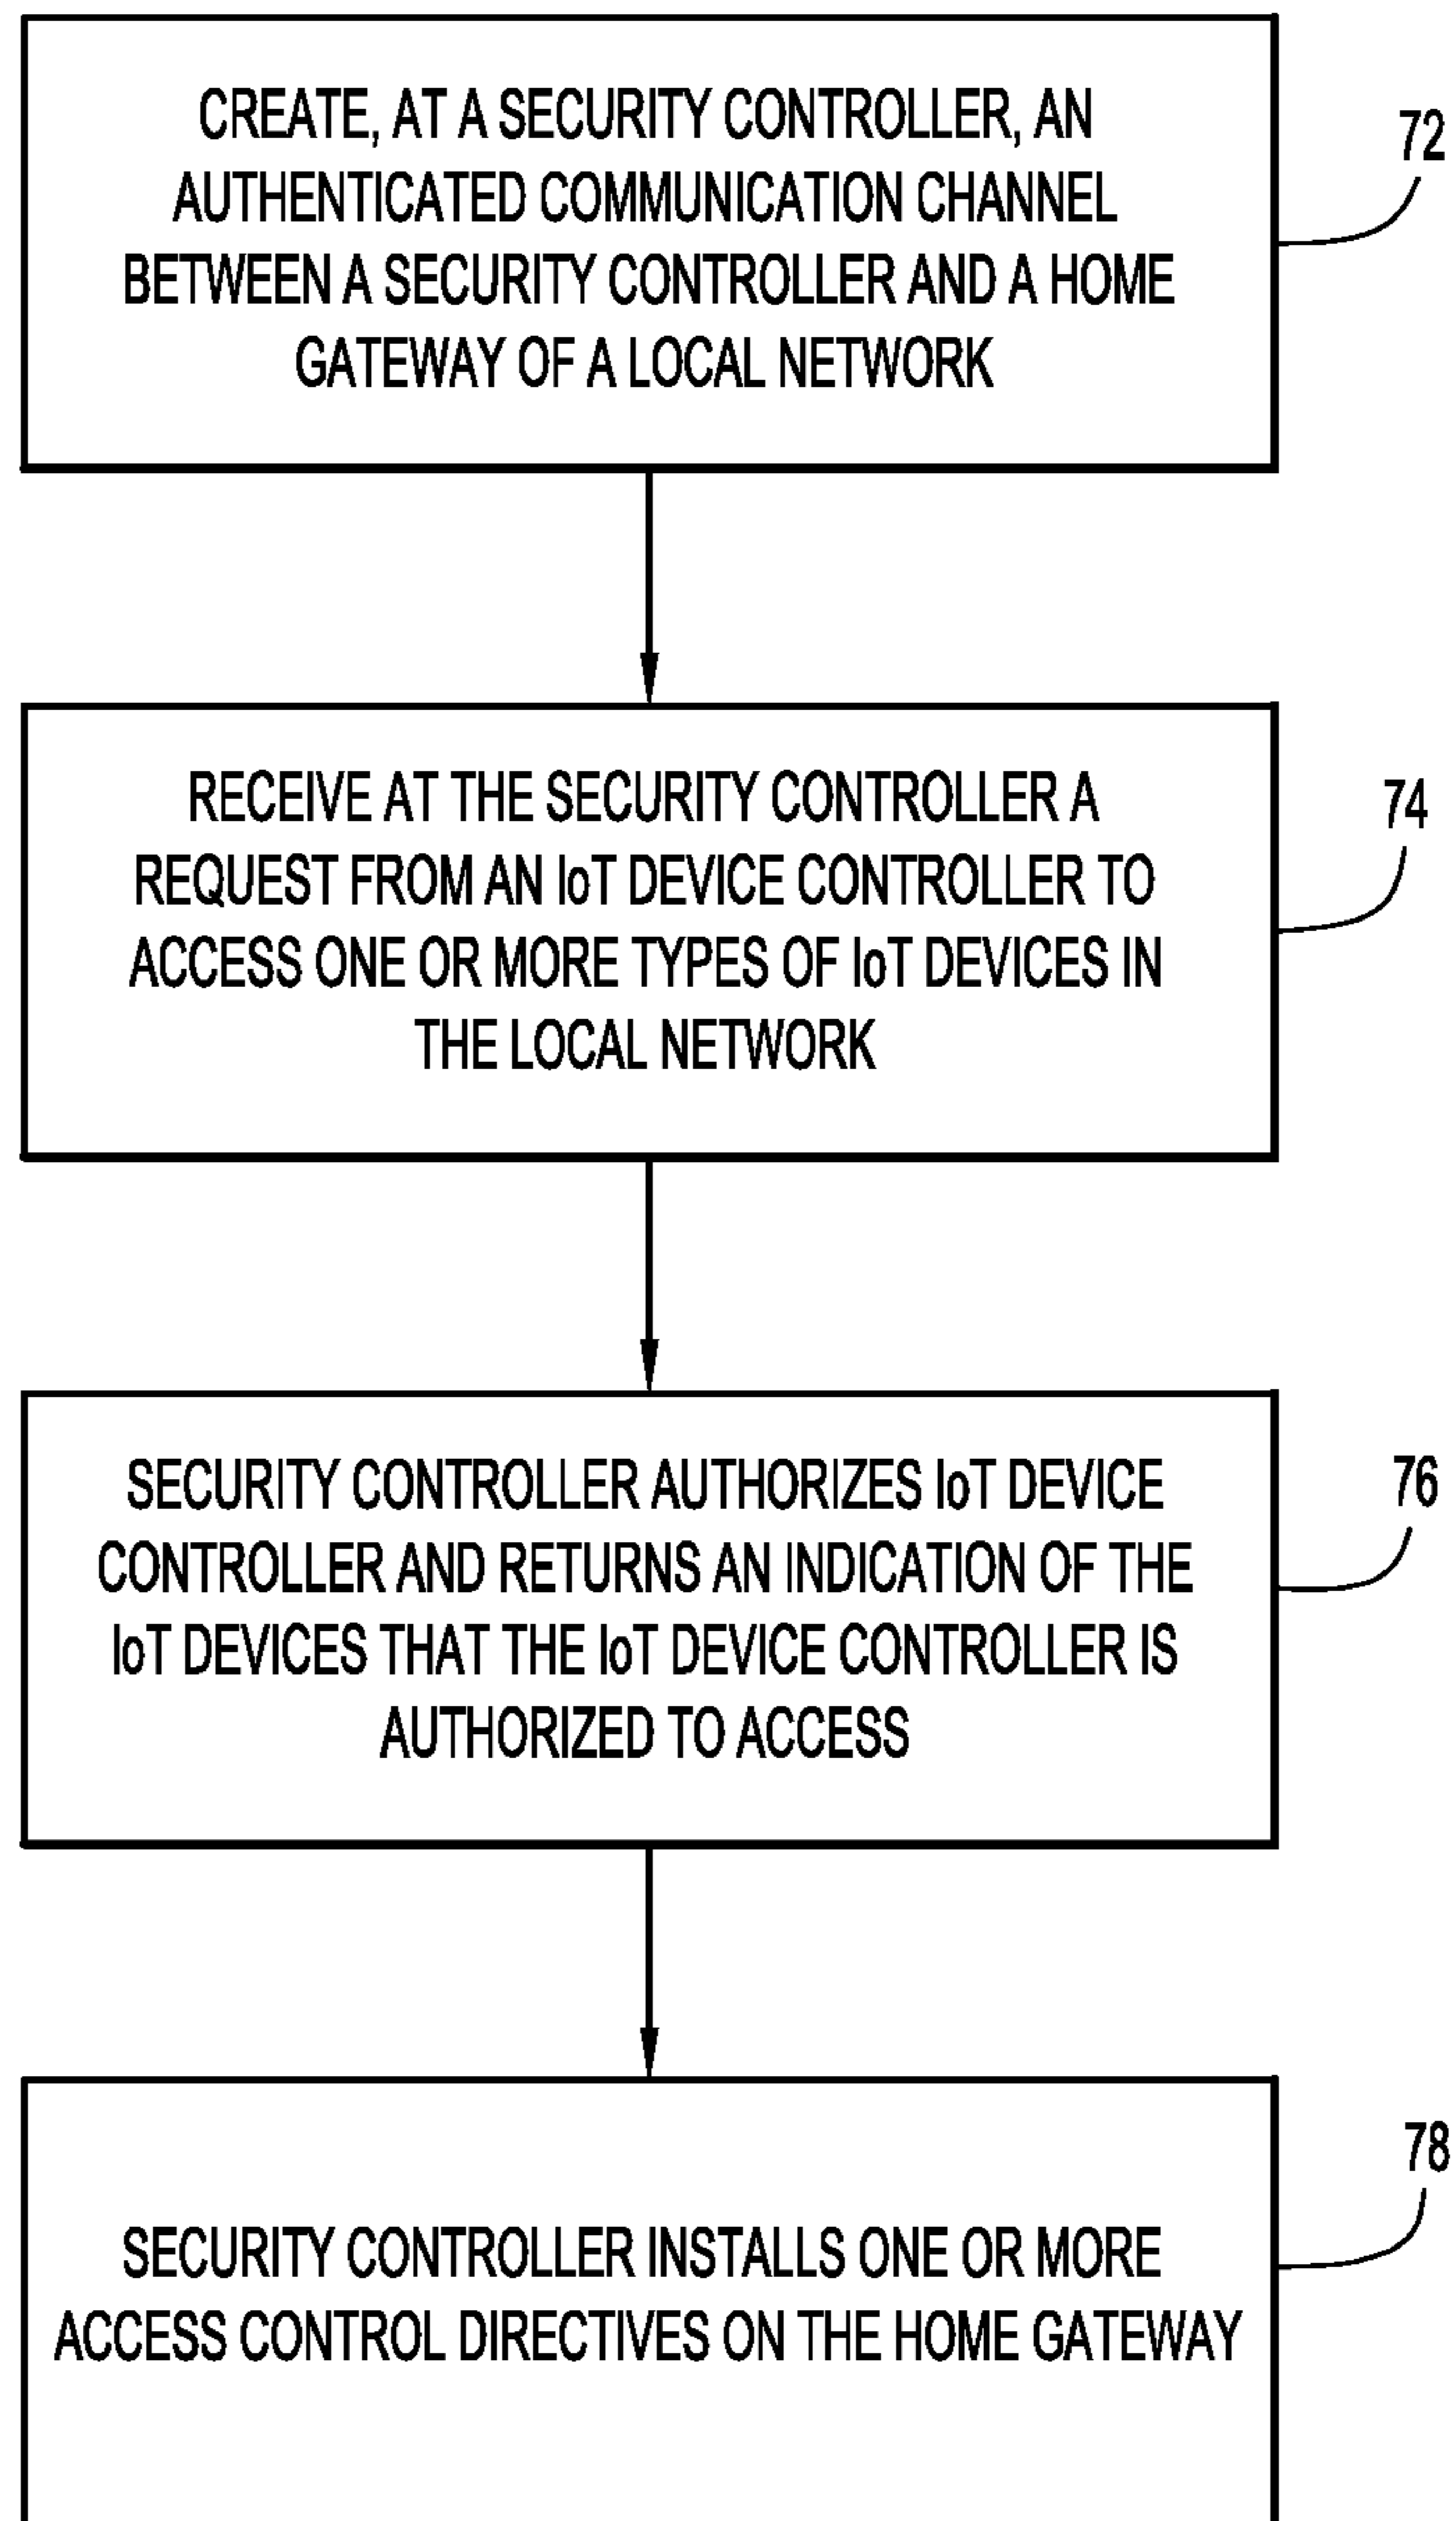 CREATE, AT A SECURITY CONTROLLER, AN
AUTHENTICATED COMMUNICATION CHANNEL
BETWEEN A SECURITY CONTROLLER AND A HOME
GATEWAY OF A LOCAL NETWORK
72
RECEIVE AT THE SECURITY CONTROLLER A
REQUEST FROM AN IoT DEVICE CONTROLLER TO
ACCESS ONE OR MORE TYPES OF IoT DEVICES IN
THE LOCAL NETWORK
74
SECURITY CONTROLLER AUTHORIZES IoT DEVICE
CONTROLLER AND RETURNS AN INDICATION OF THE
IoT DEVICES THAT THE IoT DEVICE CONTROLLER IS
AUTHORIZED TO ACCESS
76
SECURITY CONTROLLER INSTALLS ONE OR MORE
ACCESS CONTROL DIRECTIVES ON THE HOME GATEWAY
78